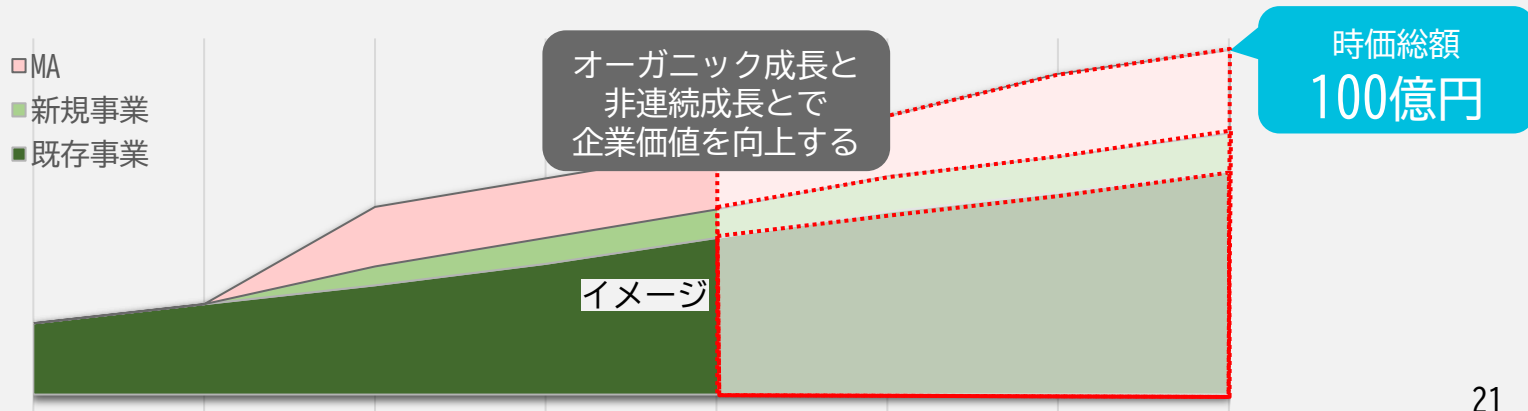 MA
新規事業
既存事業
オーガニック成長と
非連続成長とで
企業価値を向上する
時価総額
100億円
イメージ
21